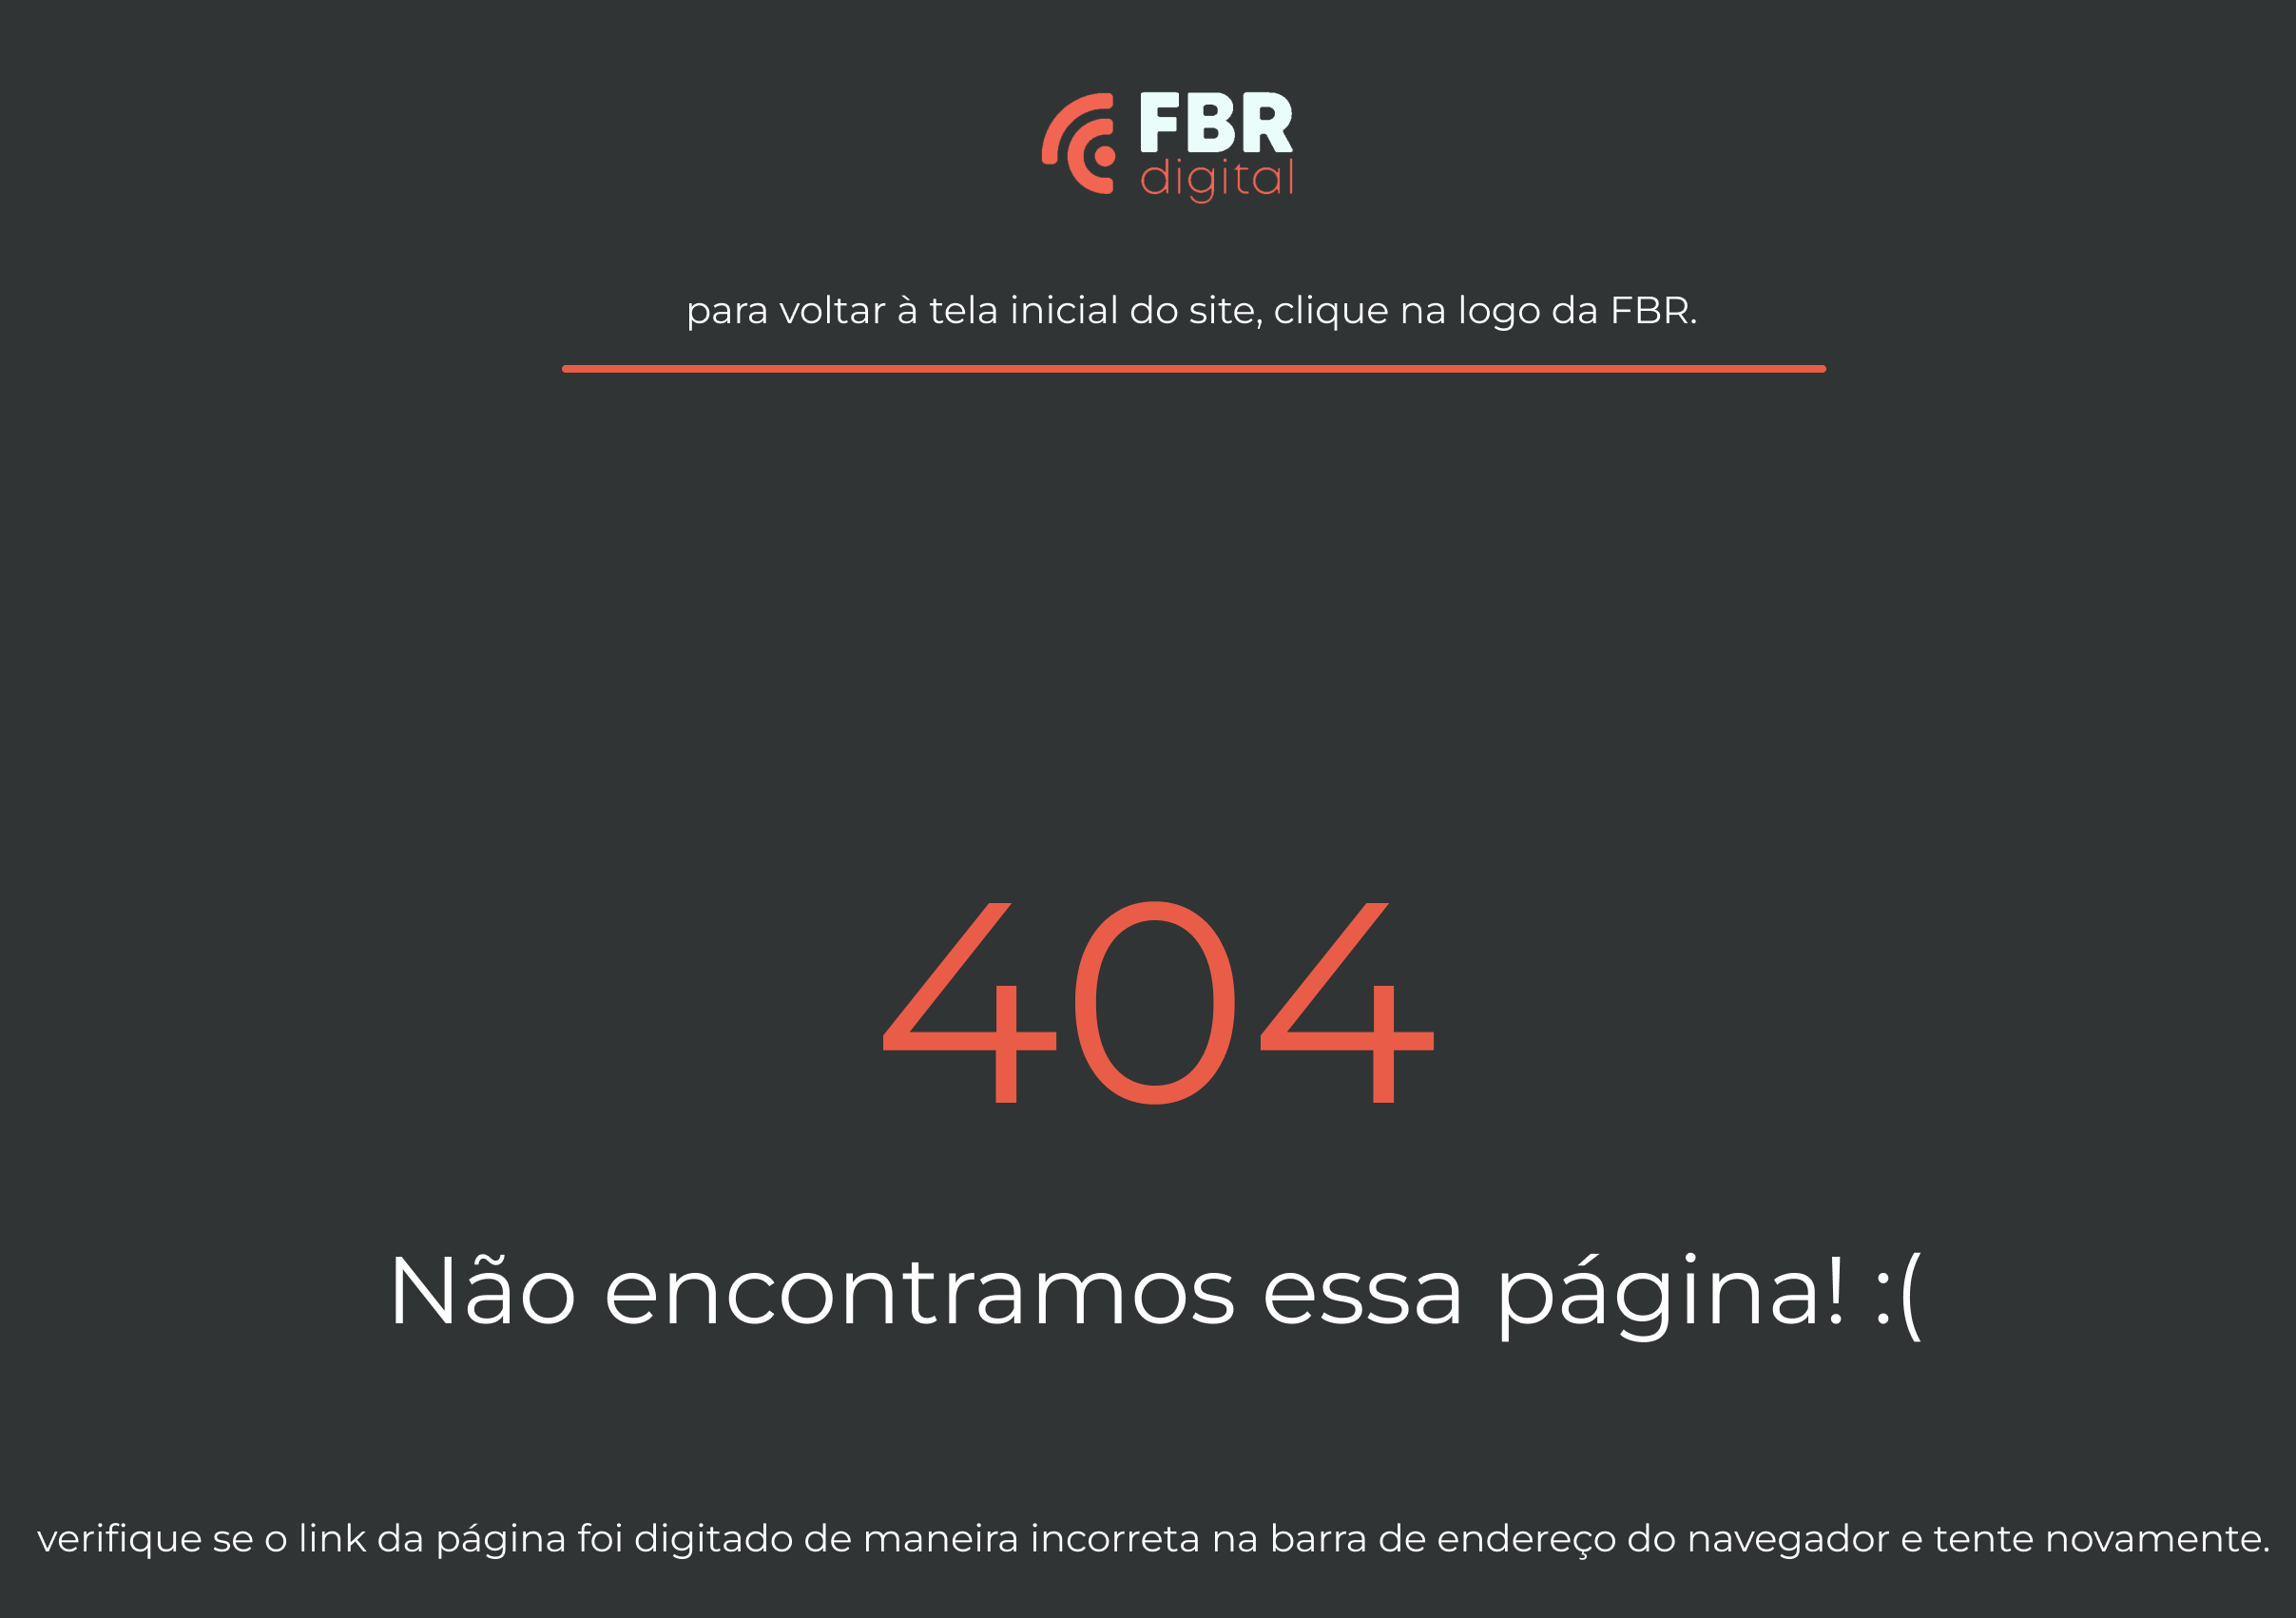 FBR
digital
para voltar à tela inicial do site, clique na logo da FBR.
404
Não encontramos essa página! :(
verifique se o link da página foi digitado de maneira incorreta na barra de endereço do navegador e tente novamente.